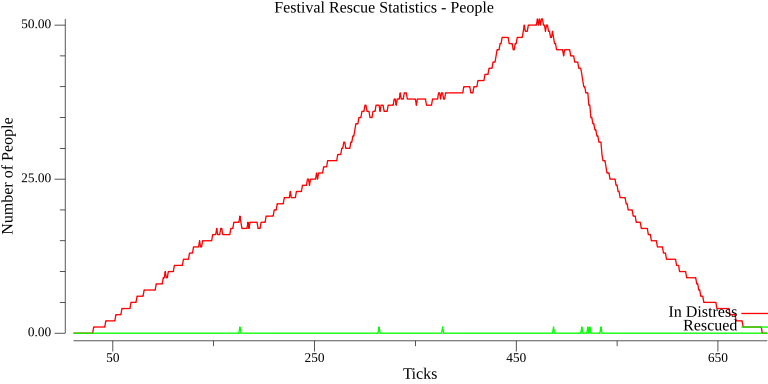 Festival Rescue Statistics - People
50.00
25.00
0.00
Number of People
In Distress
Rescued
50
250
450
650
Ticks